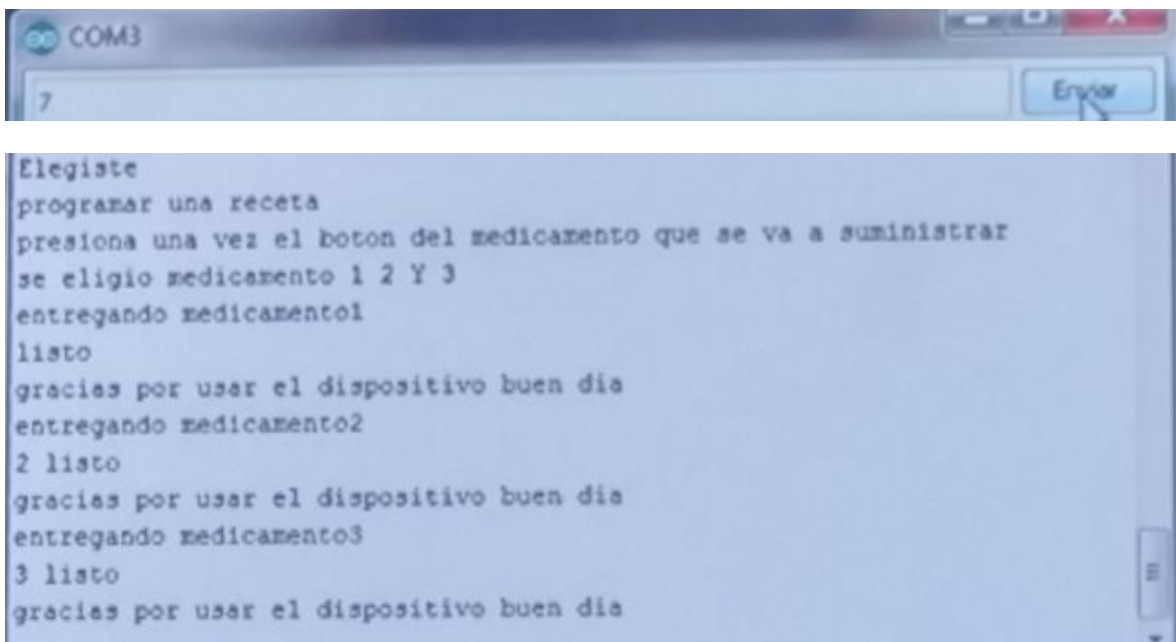 COM3
7
Enviar
Elegiste
programar una receta
presiona una vez el boton del medicamento que se va a suministrar
se eligio medicamento 1 2 Y 3
entregando medicamento1
listo
gracias por usar el dispositivo buen dia
entregando medicamento2
2 listo
gracias por usar el dispositivo buen dia
entregando medicamento3
3 listo
gracias por usar el dispositivo buen dia